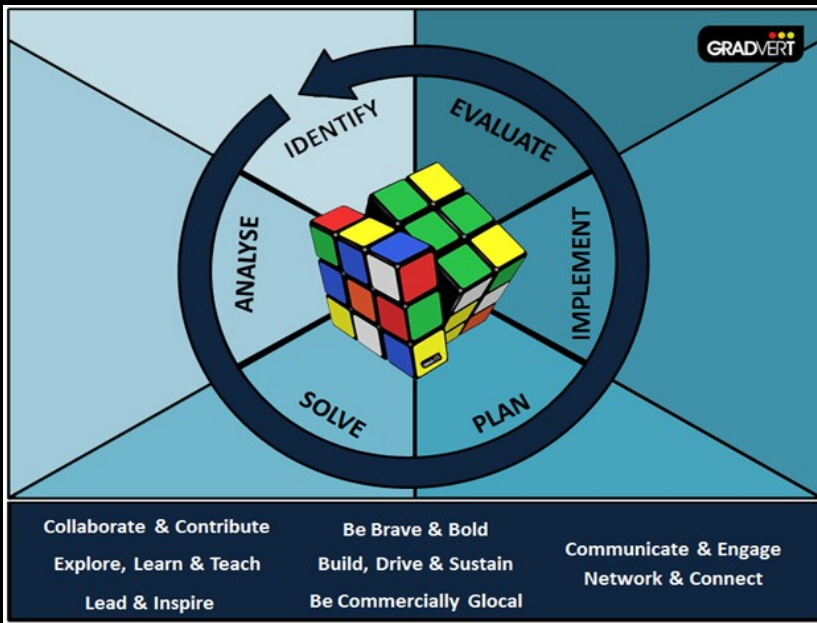 GRADVERT
IDENTIFY
ANALYSE
SOLVE
PLAN
IMPLEMENT
EVALUATE
Collaborate & Contribute
Explore, Learn & Teach
Lead & Inspire
Be Brave & Bold
Build, Drive & Sustain
Be Commercially Glocal
Communicate & Engage
Network & Connect